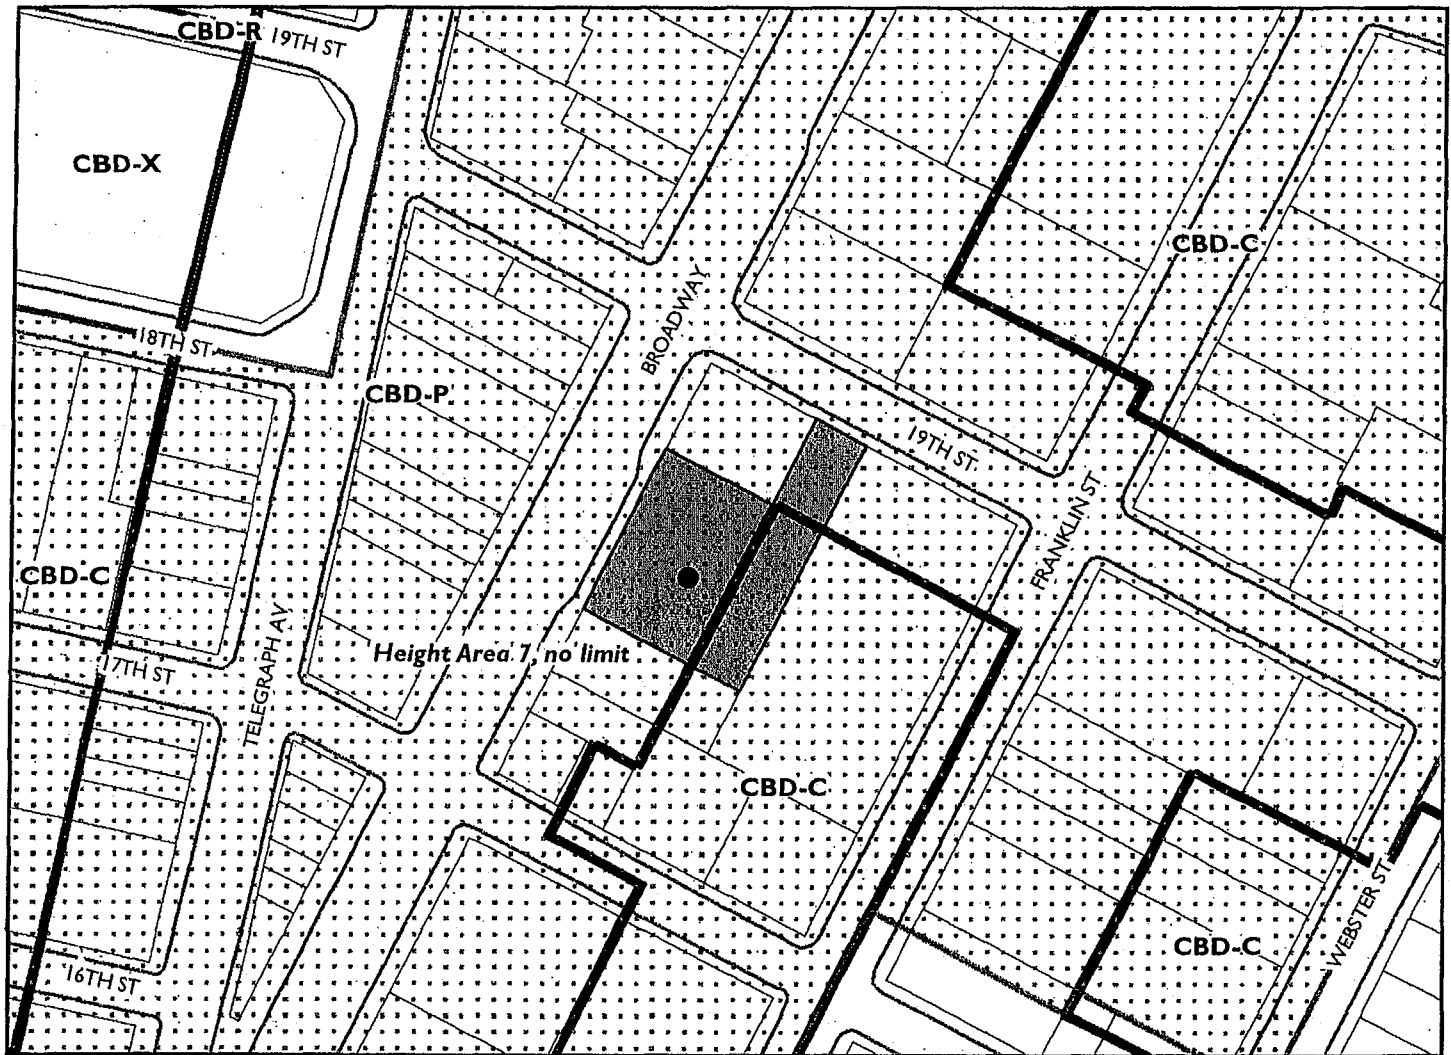 CBD-R
19TH ST
CBD-X
CBD-C
18TH ST
BROADWAY
CBD-P
19TH ST
FRANKLIN ST
CBD-C
TELEGRAPH AV
Height Area 7, no limit
17TH ST
CBD-C
WEBSTER ST
CBD-C
16TH ST